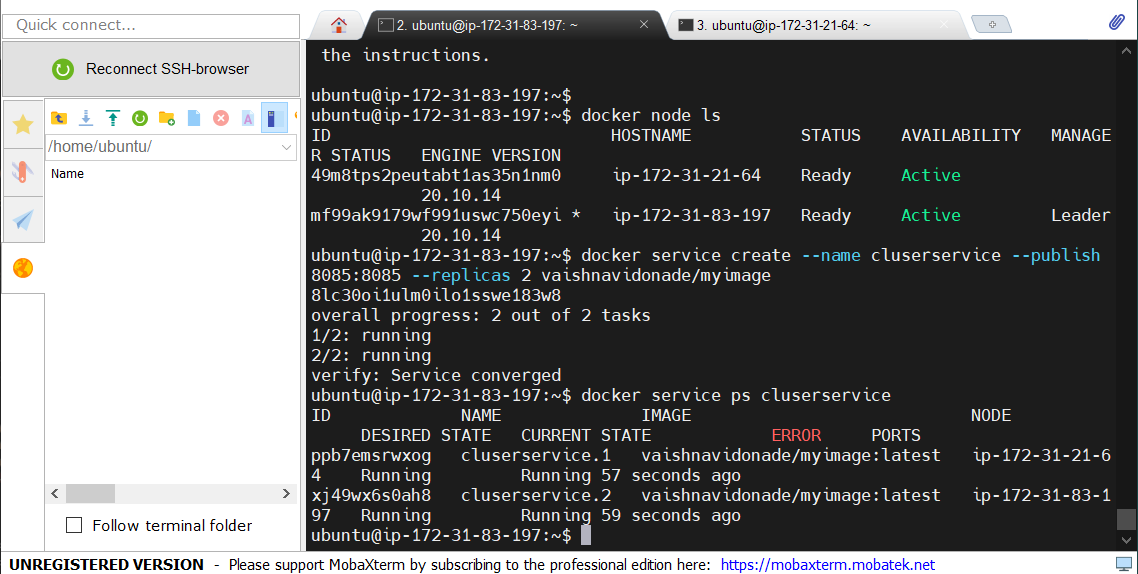 Quick connect...
2. ubuntu@ip-172-31-83-197: ~
3. ubuntu@ip-172-31-21-64: ~
Reconnect SSH-browser
/home/ubuntu/
Name
Follow terminal folder
the instructions.
ubuntu@ip-172-31-83-197:~$
ubuntu@ip-172-31-83-197:~$ docker node ls
ID HOSTNAME STATUS AVAILABILITY MANAGE
R STATUS ENGINE VERSION
49m8tps2peutabt1as35n1nm0 ip-172-31-21-64 Ready Active
20.10.14
mf99ak9179wf991uswc750eyi * ip-172-31-83-197 Ready Active Leader
20.10.14
ubuntu@ip-172-31-83-197:~$ docker service create --name cluserservice --publish
8085:8085 --replicas 2 vaishnavidonade/myimage
8lc30oi1ulm0ilo1sswe183w8
overall progress: 2 out of 2 tasks
1/2: running
2/2: running
verify: Service converged
ubuntu@ip-172-31-83-197:~$ docker service ps cluserservice
ID NAME IMAGE NODE
DESIRED STATE CURRENT STATE ERROR PORTS
ppb7emsrwxog cluserservice.1 vaishnavidonade/myimage:latest ip-172-31-21-6
4 Running Running 57 seconds ago
xj49wx6s0ah8 cluserservice.2 vaishnavidonade/myimage:latest ip-172-31-83-1
97 Running Running 59 seconds ago
ubuntu@ip-172-31-83-197:~$
UNREGISTERED VERSION - Please support MobaXterm by subscribing to the professional edition here: https://mobaxterm.mobatek.net